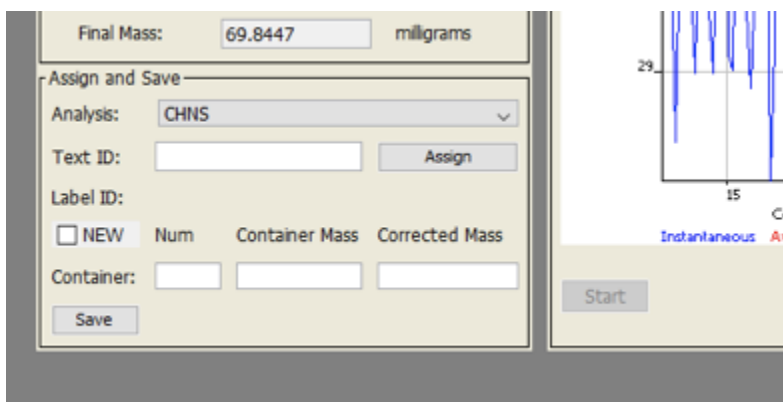 Final Mass: 69.8447 milligrams
Assign and Save
Analysis: CHNS
Text ID: Assign
Label ID:
NEW Num Container Mass Corrected Mass
Container:
Save
29
15
Instantaneous
Start